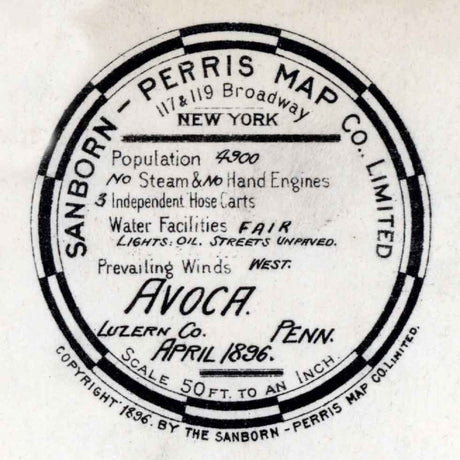 SANBORN - PERRIS MAP CO., LIMITED
117 & 119 Broadway
NEW YORK
Population 4900
No Steam & No Hand Engines
3 Independent Hose Carts
Water Facilities FAIR
LIGHTS: OIL. STREETS UNPAVED.
Prevailing Winds WEST.
AVOCA.
LUZERN CO. PENN.
APRIL 1896.
SCALE 50 FT. TO AN INCH.
COPYRIGHT 1896. BY THE SANBORN - PERRIS MAP CO. LIMITED.